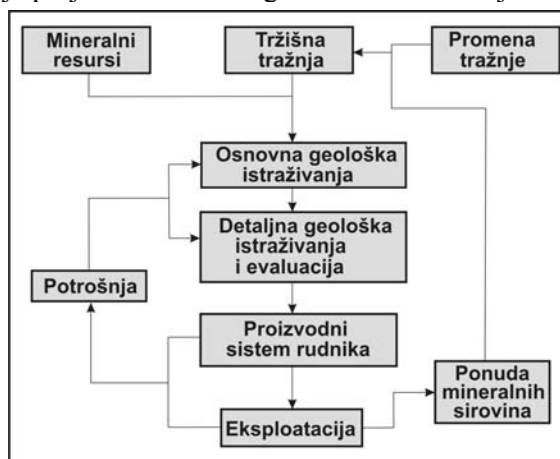 Mineralni
resursi
Tržišna
tražnja
Promena
tražnje
Osnovna geološka
istraživanja
Detaljna geološka
istraživanja
i evaluacija
Potrošnja
Proizvodni
sistem rudnika
Ponuda
mineralnih
sirovina
Eksploatacija